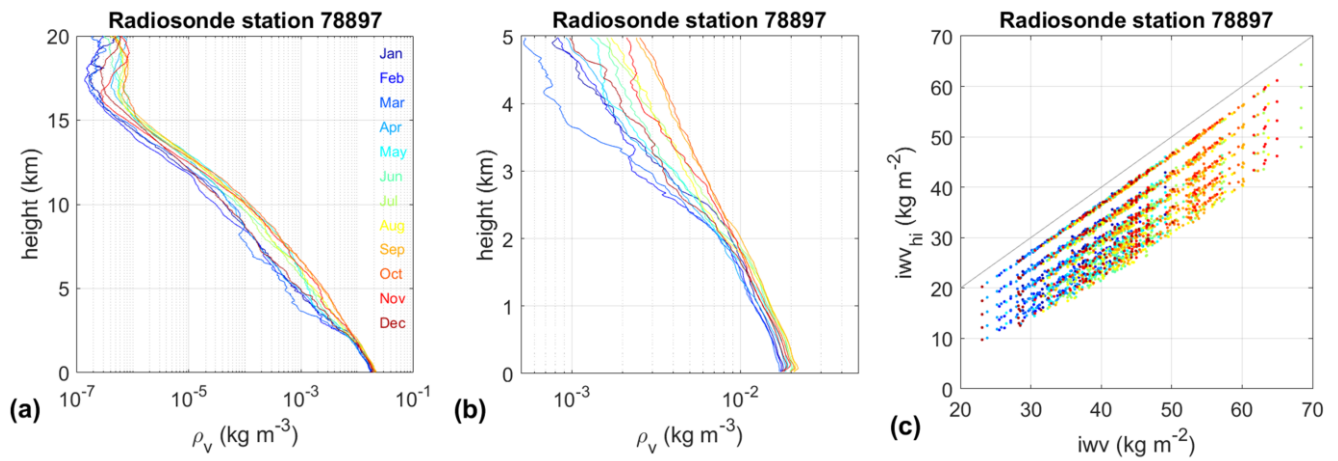 Radiosonde station 78897
20
15
10
5
0
height (km)
Jan
Feb
Mar
Apr
May
Jun
Jul
Aug
Sep
Oct
Nov
Dec
10⁻⁷
10⁻⁵
10⁻³
10⁻¹
(a)
ρᵥ (kg m⁻³)
Radiosonde station 78897
5
4
3
2
1
0
height (km)
10⁻³
10⁻²
(b)
ρᵥ (kg m⁻³)
Radiosonde station 78897
70
60
50
40
30
20
10
0
iwv_hi (kg m⁻²)
20
30
40
50
60
70
(c)
iwv (kg m⁻²)